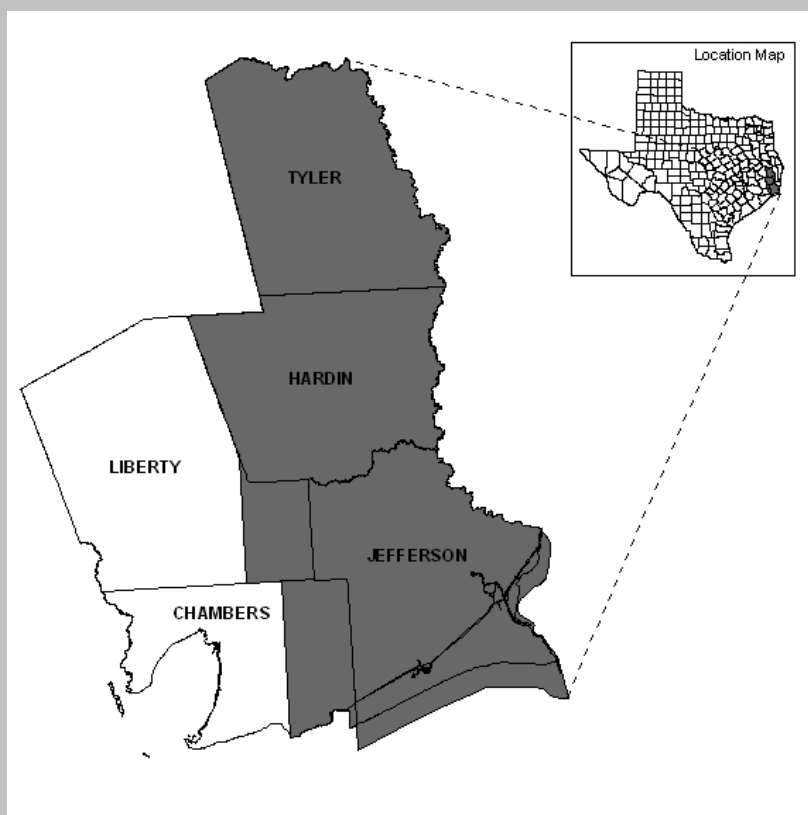 Location Map
TYLER
HARDIN
LIBERTY
JEFFERSON
CHAMBERS